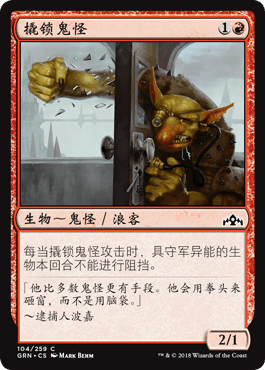 撬锁鬼怪 1
生物～鬼怪／浪客
每当撬锁鬼怪攻击时，具守军异能的生
物本回合不能进行阻挡。
「他比多数鬼怪更有手段。他会用拳头来
砸窗，而不是用脑袋。」
～逮捕人波嘉
2/1
104/259 C
GRN • CS MARK BEHM
™ & © 2018 Wizards of the Coast